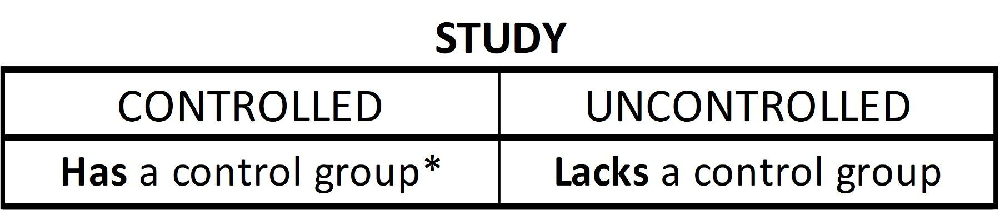 STUDY
CONTROLLED UNCONTROLLED
Has a control group* Lacks a control group